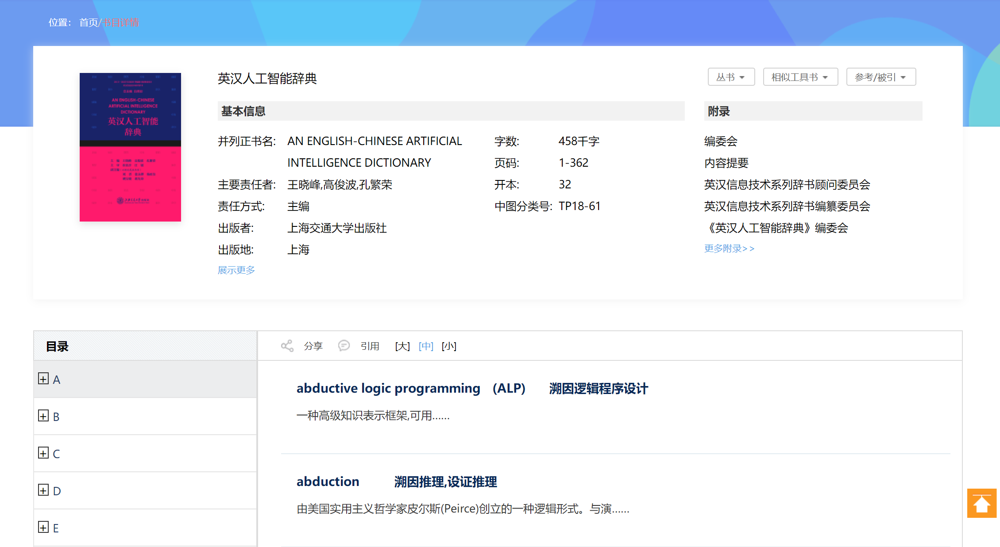 位置： 首页/书目详情
AN ENGLISH-CHINESE
ARTIFICIAL INTELLIGENCE
DICTIONARY
英汉人工智能
辞典
英汉人工智能辞典
丛书
相似工具书
参考/被引
基本信息
并列正书名: AN ENGLISH-CHINESE ARTIFICIAL
INTELLIGENCE DICTIONARY
主要责任者: 王晓峰,高俊波,孔繁荣
责任方式: 主编
出版者: 上海交通大学出版社
出版地: 上海
展示更多
字数: 458千字
页码: 1-362
开本: 32
中图分类号: TP18-61
附录
编委会
内容提要
英汉信息技术系列辞书顾问委员会
英汉信息技术系列辞书编纂委员会
《英汉人工智能辞典》编委会
更多附录>>
目录
A
B
C
D
E
分享 引用 [大] [中] [小]
abductive logic programming (ALP) 溯因逻辑程序设计
一种高级知识表示框架,可用......
abduction 溯因推理,设证推理
由美国实用主义哲学家皮尔斯(Peirce)创立的一种逻辑形式。与演......